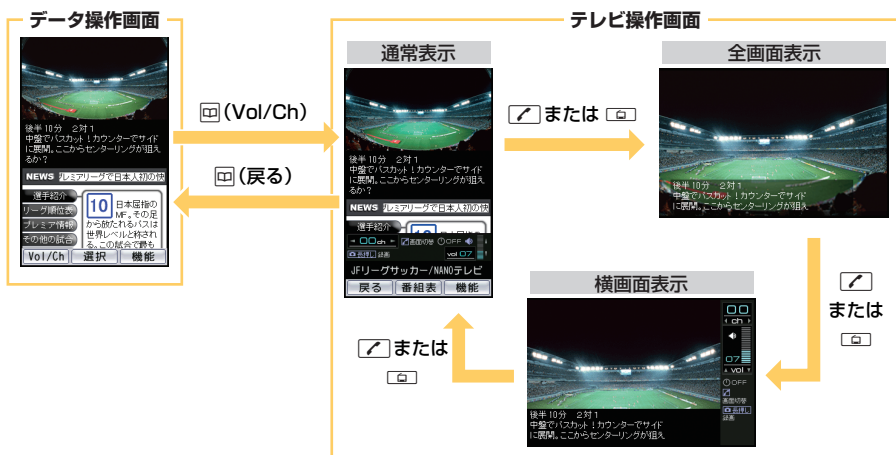 データ操作画面
後半10分 2対1
中盤でパスカット！カウンターでサイド
に展開。ここからセンターリングが狙え
るか？
NEWS プレミアリーグで日本人初の快
選手紹介
リーグ順位表
プレミア情報
その他の試合
10
日本屈指の
MF。その足
から放たれるパスは
世界レベルと称され
る。この試合で最も
Vol/Ch 選択 機能
(Vol/Ch)
(戻る)
テレビ操作画面
通常表示
後半10分 2対1
中盤でパスカット！カウンターでサイド
に展開。ここからセンターリングが狙え
るか？
NEWS プレミアリーグで日本人初の快
選手紹介
00ch 画面切替 OFF
長押し 録画 vol 07
JFリーグサッカー/NANOテレビ
戻る 番組表 機能
または
全画面表示
後半10分 2対1
中盤でパスカット！カウンターでサイド
に展開。ここからセンターリングが狙え
または
横画面表示
00
ch
07
vol
OFF
画面切替
長押し
録画
後半10分 2対1
中盤でパスカット！カウンターでサイド
に展開。ここからセンターリングが狙え
または